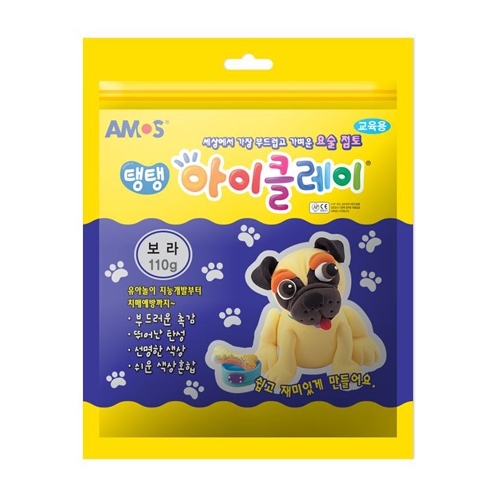 AMOS®
교육용
세상에서 가장 부드럽고 가벼운 요술 점토
탱탱 아이클레이®
보 라
110g
유아놀이 지능개발부터
치매예방까지~
· 부드러운 촉감
· 뛰어난 탄성
· 선명한 색상
· 쉬운 색상혼합
쉽고 재미있게 만들어요.